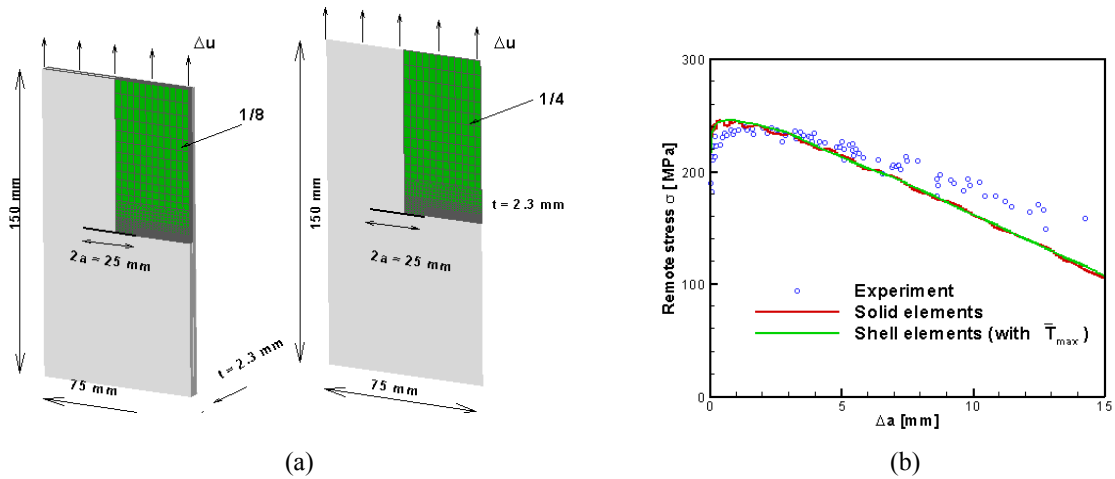 Δu
1/8
150 mm
2a = 25 mm
75 mm
t = 2.3 mm
Δu
1/4
150 mm
t = 2.3 mm
2a = 25 mm
75 mm
(a)
300
200
100
0
Remote stress σ [MPa]
Experiment
Solid elements
Shell elements (with T̄max )
0 5 10 15
Δa [mm]
(b)